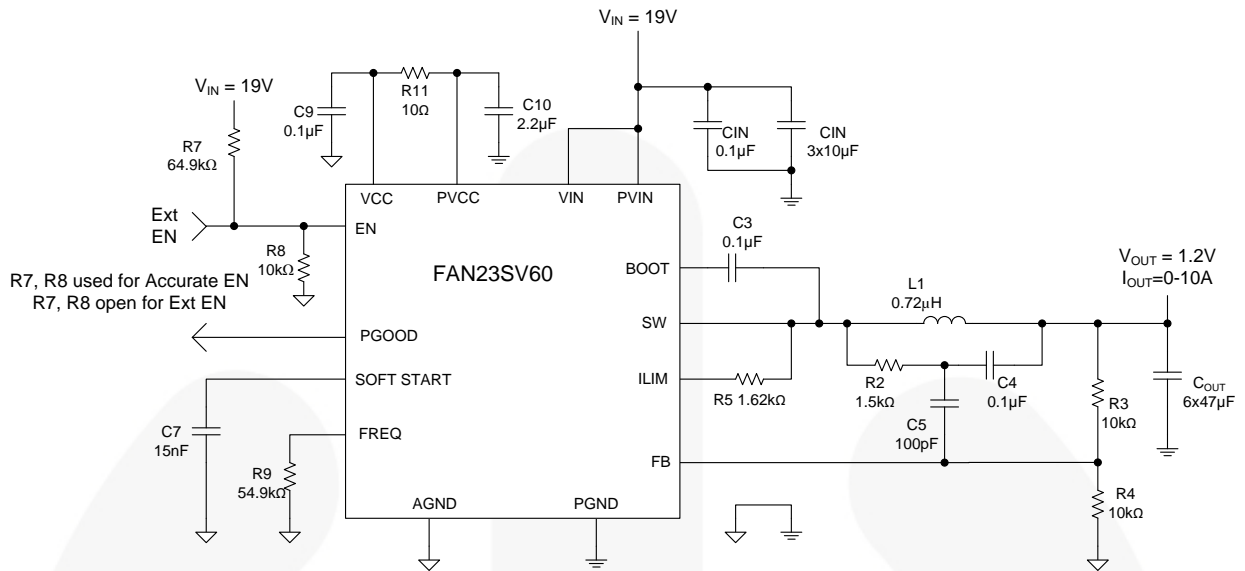 V_IN = 19V
V_IN = 19V
R7
64.9kΩ
C9
0.1µF
R11
10Ω
C10
2.2µF
CIN
0.1µF
CIN
3x10µF
VCC
PVCC
VIN
PVIN
Ext
EN
EN
R8
10kΩ
R7, R8 used for Accurate EN
R7, R8 open for Ext EN
FAN23SV60
BOOT
C3
0.1µF
V_OUT = 1.2V
I_OUT=0-10A
L1
0.72µH
SW
PGOOD
SOFT START
ILIM
R5 1.62kΩ
R2
1.5kΩ
C4
0.1µF
C5
100pF
R3
10kΩ
C_OUT
6x47µF
C7
15nF
FREQ
R9
54.9kΩ
FB
R4
10kΩ
AGND
PGND